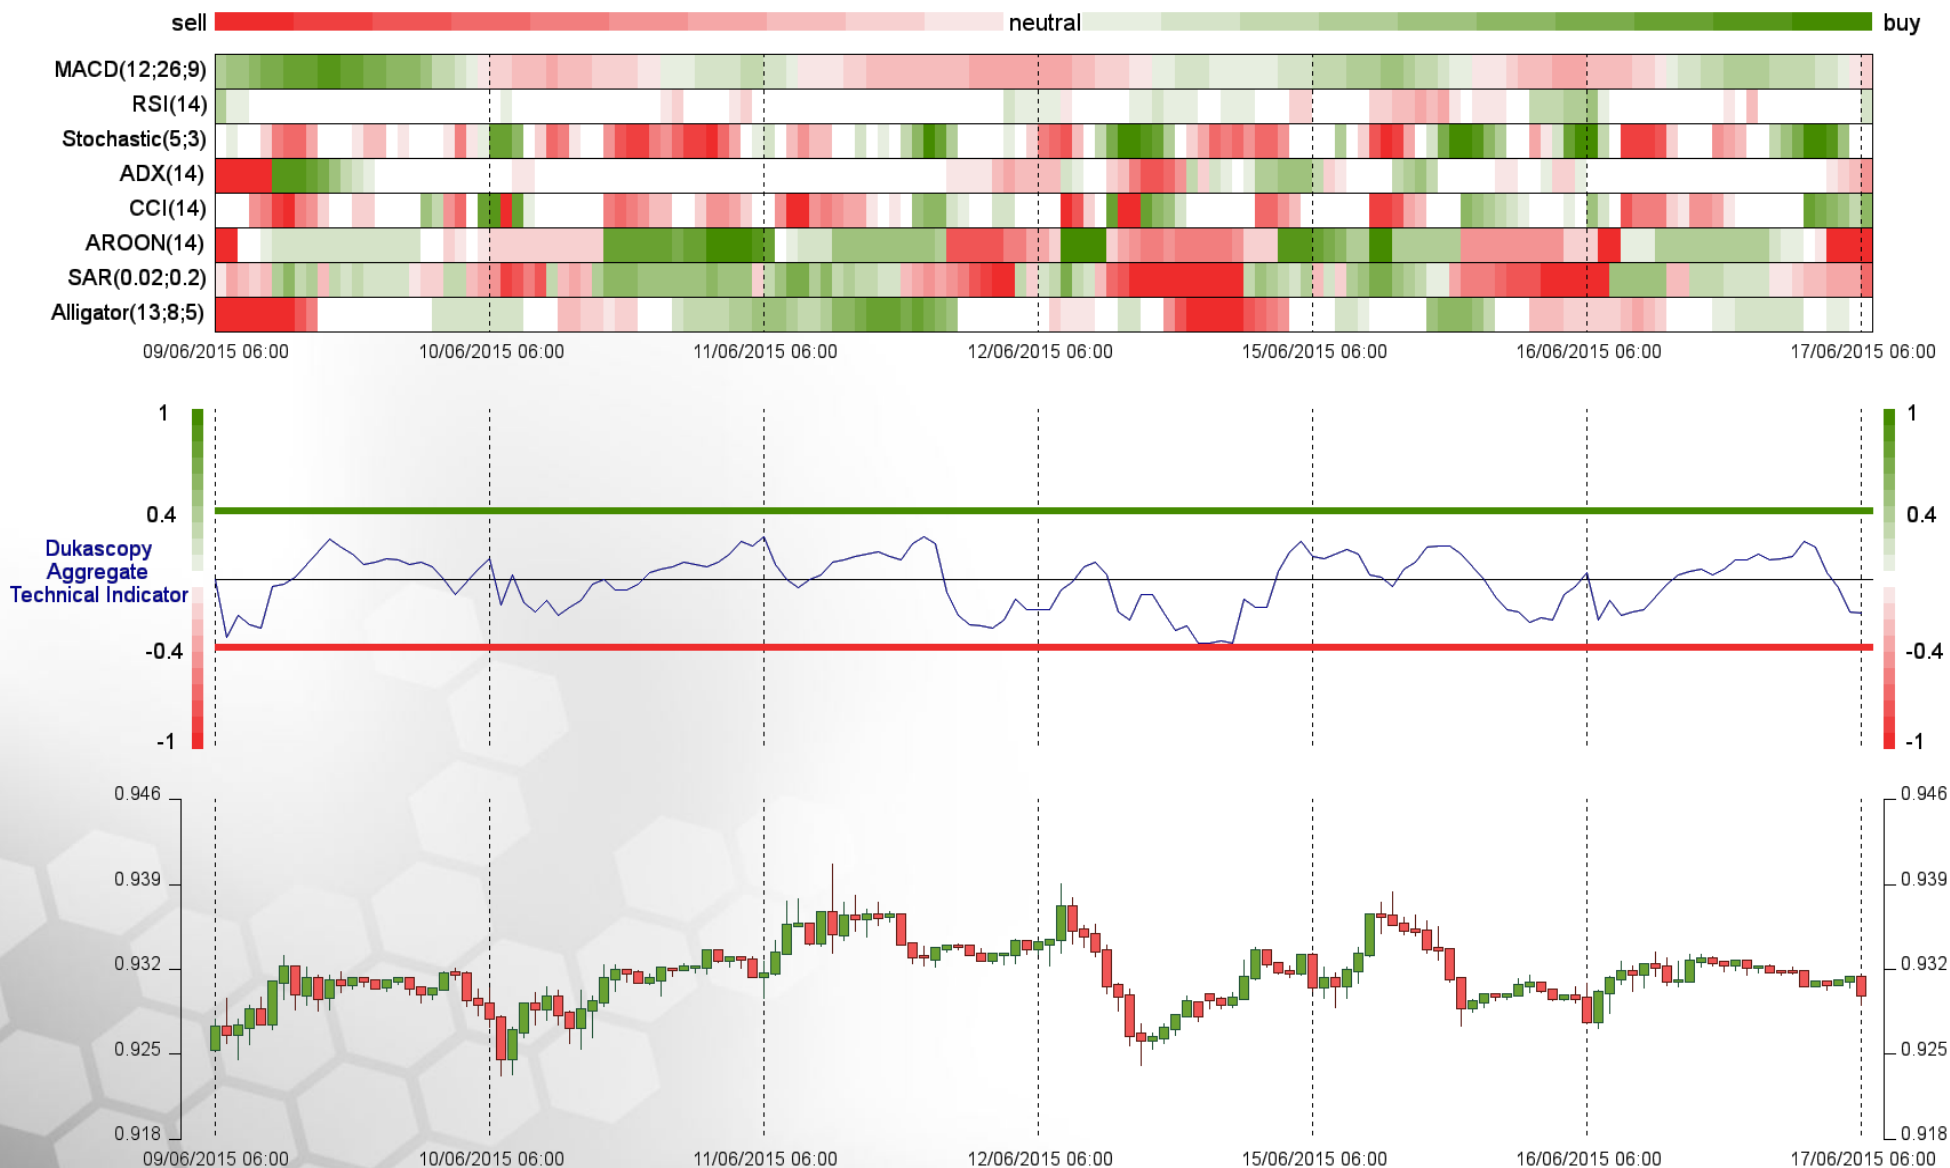 sell neutral buy
MACD(12;26;9)
RSI(14)
Stochastic(5;3)
ADX(14)
CCI(14)
AROON(14)
SAR(0.02;0.2)
Alligator(13;8;5)
09/06/2015 06:00 10/06/2015 06:00 11/06/2015 06:00 12/06/2015 06:00 15/06/2015 06:00 16/06/2015 06:00 17/06/2015 06:00
1 1
0.4 0.4
Dukascopy
Aggregate
Technical Indicator
-0.4 -0.4
-1 -1
0.946 0.946
0.939 0.939
0.932 0.932
0.925 0.925
0.918 0.918
09/06/2015 06:00 10/06/2015 06:00 11/06/2015 06:00 12/06/2015 06:00 15/06/2015 06:00 16/06/2015 06:00 17/06/2015 06:00